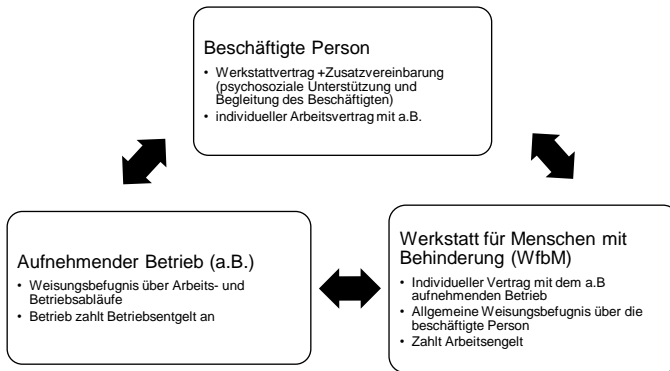 Beschäftigte Person
• Werkstattvertrag +Zusatzvereinbarung
(psychosoziale Unterstützung und
Begleitung des Beschäftigten)
• individueller Arbeitsvertrag mit a.B.
Aufnehmender Betrieb (a.B.)
• Weisungsbefugnis über Arbeits- und
Betriebsabläufe
• Betrieb zahlt Betriebsentgelt an
Werkstatt für Menschen mit
Behinderung (WfbM)
• Individueller Vertrag mit dem a.B
aufnehmenden Betrieb
• Allgemeine Weisungsbefugnis über die
beschäftigte Person
• Zahlt Arbeitsengelt